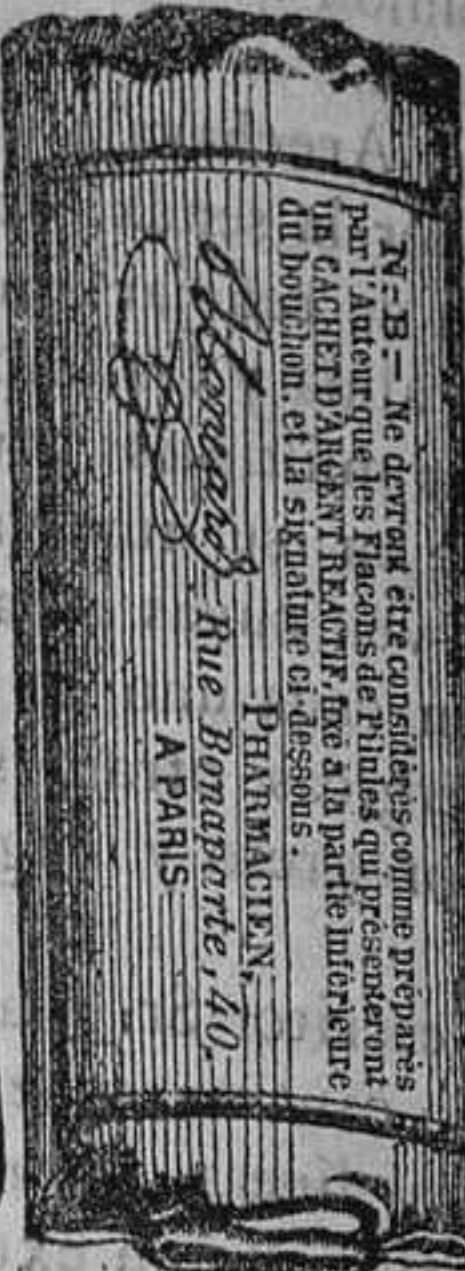 N.-B.— Ne devront être considérés comme préparés
par l'Auteur que les Flacons de Pilules qui présenteront
un CACHET D'ARGENT RÉACTIF, fixé à la partie inférieure
du bouchon, et la signature ci-dessous.
PHARMACIEN,
Rue Bonaparte, 40.
A PARIS